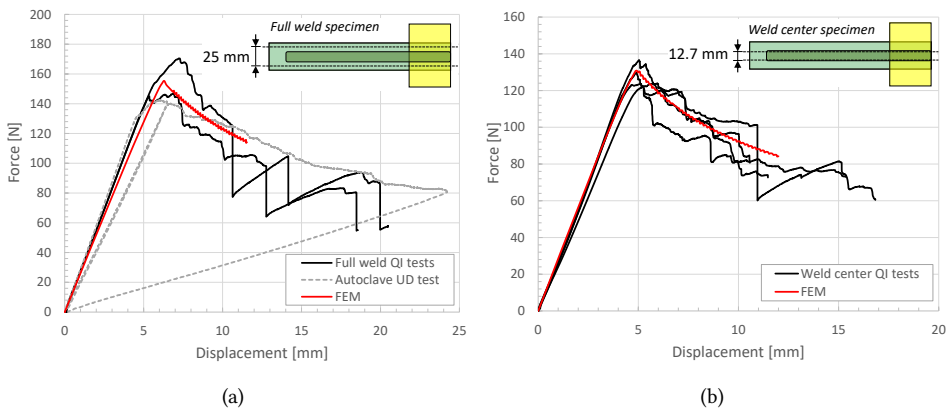 (a)
Full weld specimen
25 mm
200
180
160
140
120
100
80
60
40
20
0
Force [N]
0 5 10 15 20 25
Displacement [mm]
Full weld QI tests
Autoclave UD test
FEM
(a)
(b)
Weld center specimen
12.7 mm
160
140
120
100
80
60
40
20
0
Force [N]
0 5 10 15 20
Displacement [mm]
Weld center QI tests
FEM
(b)